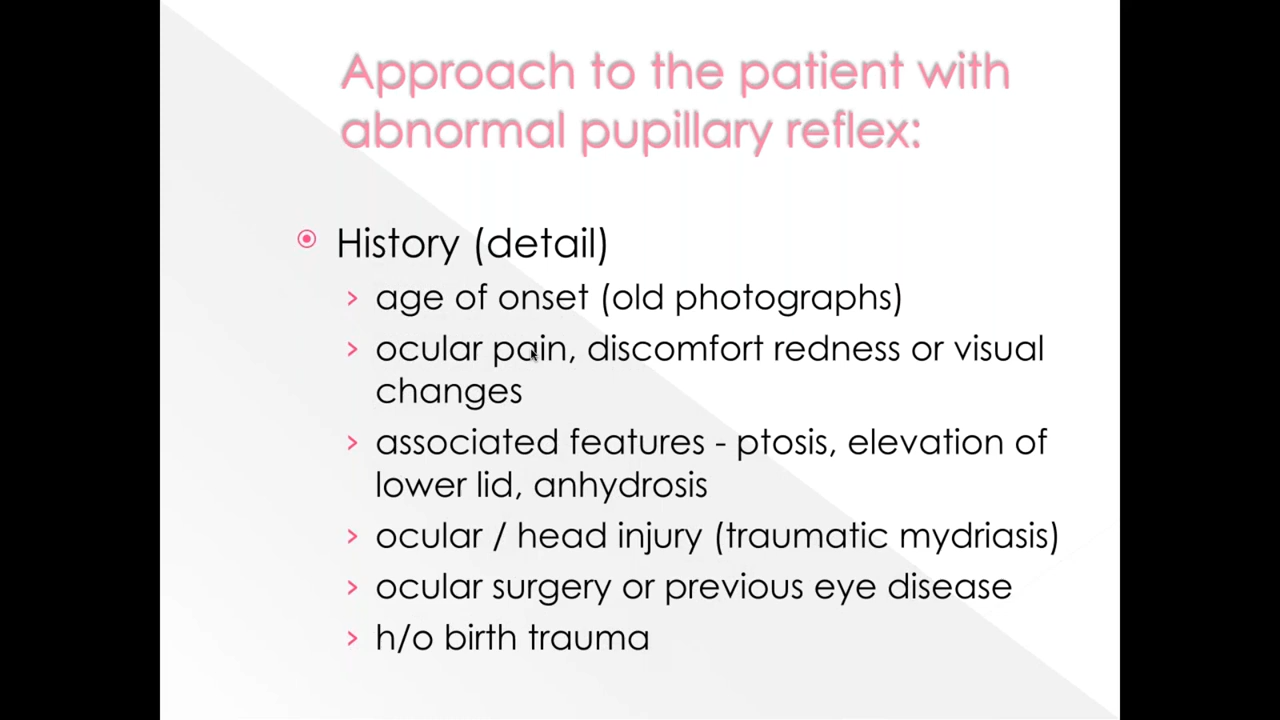 Approach to the patient with
abnormal pupillary reflex:
History (detail)
age of onset (old photographs)
ocular pain, discomfort redness or visual
changes
associated features - ptosis, elevation of
lower lid, anhydrosis
ocular / head injury (traumatic mydriasis)
ocular surgery or previous eye disease
h/o birth trauma